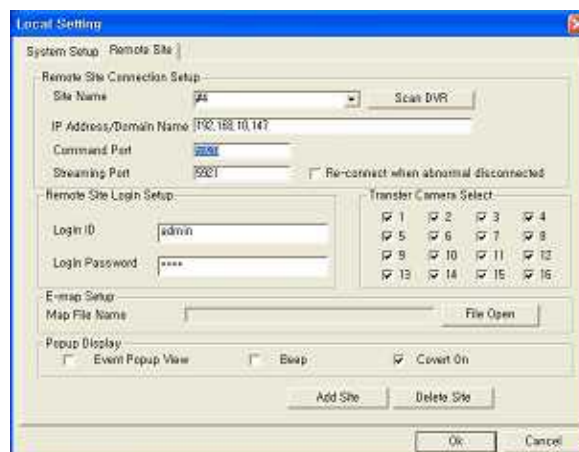 Local Setting
System Setup Remote Site
Remote Site Connection Setup
Site Name #4 Scan DVR
IP Address/Domain Name 192,168,10,147
Command Port 5920
Streaming Port 5921 Re-connect when abnormal disconnected
Remote Site Login Setup Transfer Camera Select
1 2 3 4
Login ID admin 5 6 7 8
9 10 11 12
Login Password **** 13 14 15 16
E-map Setup
Map File Name File Open
Popup Display
Event Popup View Beep Covert On
Add Site Delete Site
Ok Cancel